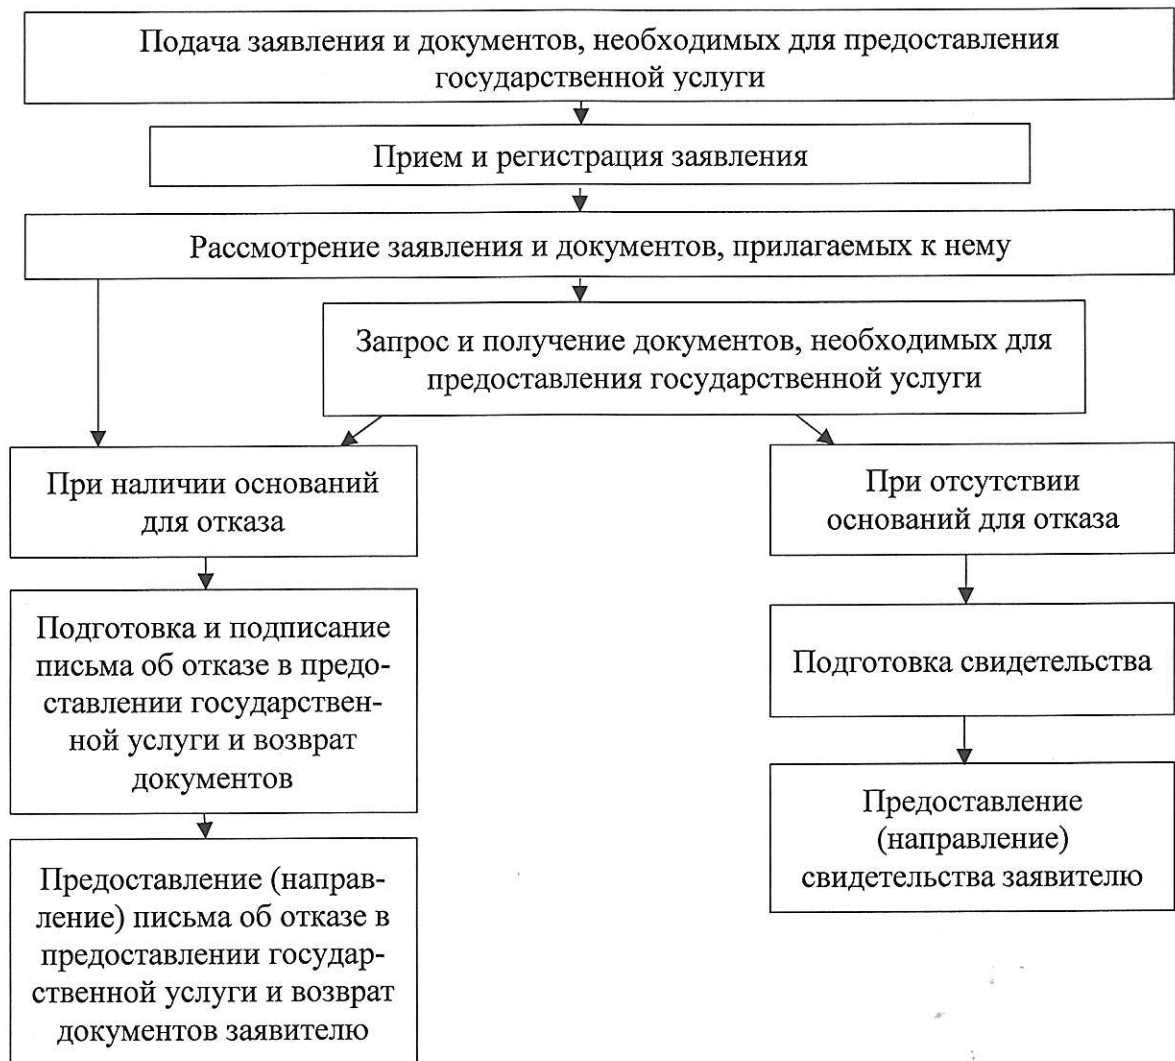 Подача заявления и документов, необходимых для предоставления
государственной услуги
Прием и регистрация заявления
Рассмотрение заявления и документов, прилагаемых к нему
Запрос и получение документов, необходимых для
предоставления государственной услуги
При наличии оснований
для отказа
При отсутствии
оснований для отказа
Подготовка и подписание
письма об отказе в предо-
ставлении государствен-
ной услуги и возврат
документов
Подготовка свидетельства
Предоставление
(направление)
свидетельства заявителю
Предоставление (направ-
ление) письма об отказе в
предоставлении государ-
ственной услуги и возврат
документов заявителю